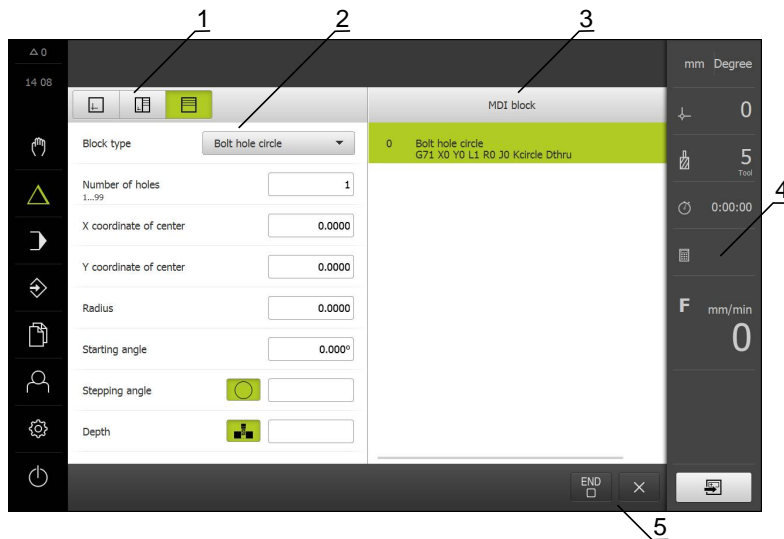 1
2
3
△ 0
14 08
mm Degree
MDI block
0
Block type
Bolt hole circle
0 Bolt hole circle
G71 X0 Y0 L1 R0 J0 Kcircle Dthru
5
Tool
Number of holes
1...99
1
4
X coordinate of center
0.0000
0:00:00
Y coordinate of center
0.0000
Radius
0.0000
F mm/min
0
Starting angle
0.000°
Stepping angle
Depth
END
5